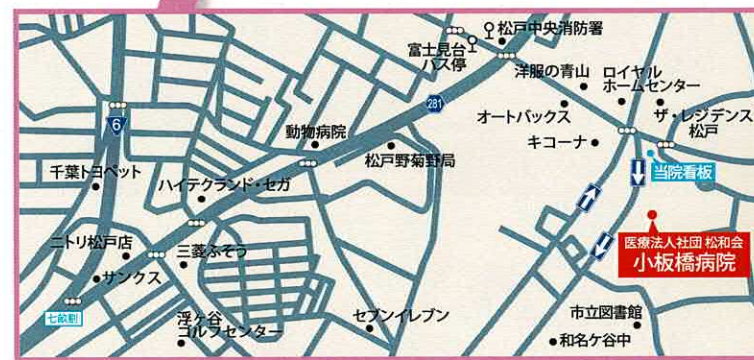 松戸中央消防署
富士見台
バス停
洋服の青山
ロイヤル
ホームセンター
281
オートバックス
ザ・レジデンス
松戸
6
動物病院
キコーナ
松戸野菊野局
千葉トヨペット
当院看板
ハイテクランド・セガ
医療法人社団 松和会
小板橋病院
ニトリ松戸店
三菱ふそう
サンクス
七畝割
浮ヶ谷
ゴルフセンター
セブンイレブン
市立図書館
和名ケ谷中